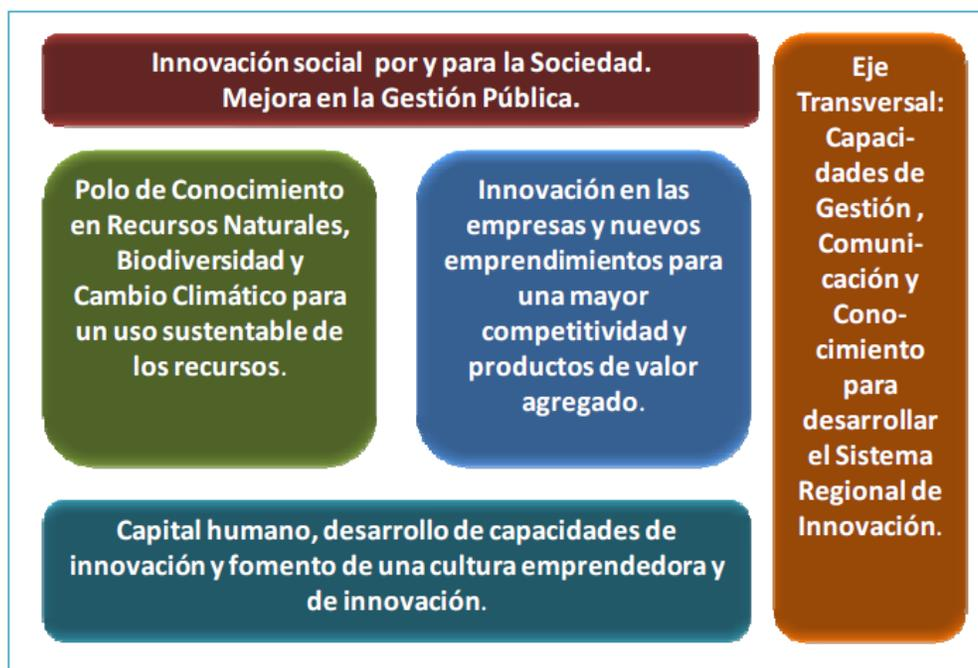 Innovación social por y para la Sociedad.
Mejora en la Gestión Pública.
Polo de Conocimiento
en Recursos Naturales,
Biodiversidad y
Cambio Climático para
un uso sustentable de
los recursos.
Innovación en las
empresas y nuevos
emprendimientos para
una mayor
competitividad y
productos de valor
agregado.
Capital humano, desarrollo de capacidades de
innovación y fomento de una cultura emprendedora y
de innovación.
Eje
Transversal:
Capaci-
dades de
Gestión ,
Comuni-
cación y
Cono-
cimiento
para
desarrollar
el Sistema
Regional de
Innovación.